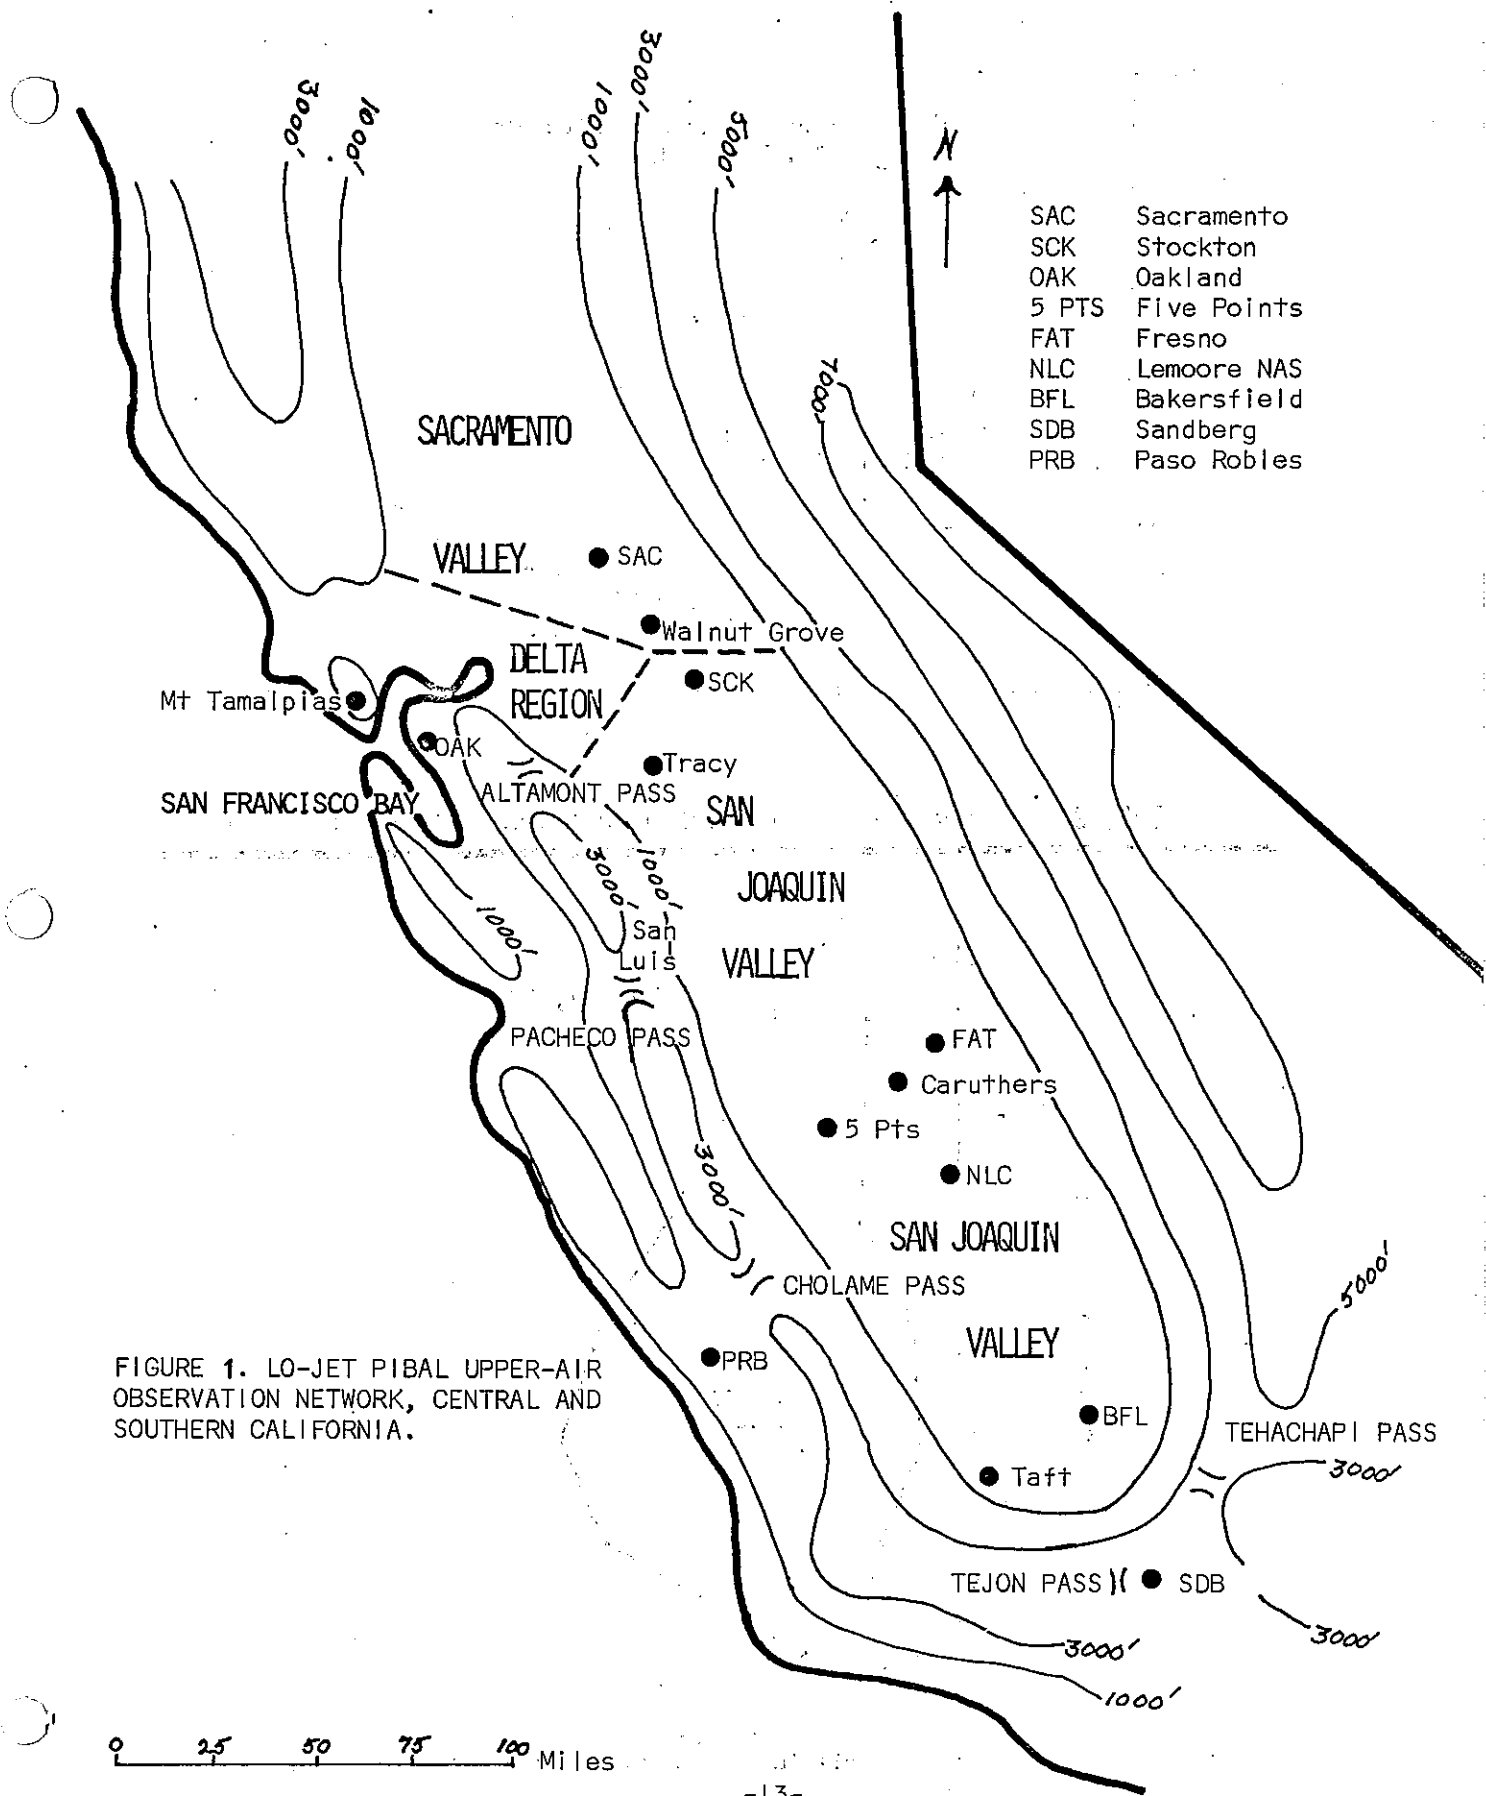 3000'
1000'
1000'
3000'
5000'
N
SAC Sacramento
SCK Stockton
OAK Oakland
5 PTS Five Points
FAT Fresno
NLC Lemoore NAS
BFL Bakersfield
SDB Sandberg
PRB Paso Robles
7000'
SACRAMENTO
VALLEY
SAC
Walnut Grove
DELTA
REGION
SCK
Mt Tamalpias
OAK
Tracy
ALTAMONT PASS
SAN FRANCISCO BAY
SAN
JOAQUIN
VALLEY
3000'
1000'
1000'
San
Luis
PACHECO PASS
FAT
Caruthers
5 Pts
NLC
3000'
SAN JOAQUIN
VALLEY
CHOLAME PASS
5000'
PRB
FIGURE 1. LO-JET PIBAL UPPER-AIR
OBSERVATION NETWORK, CENTRAL AND
SOUTHERN CALIFORNIA.
BFL
TEHACHAPI PASS
3000'
Taft
TEJON PASS
SDB
3000'
3000'
1000'
0 25 50 75 100 Miles
-13-